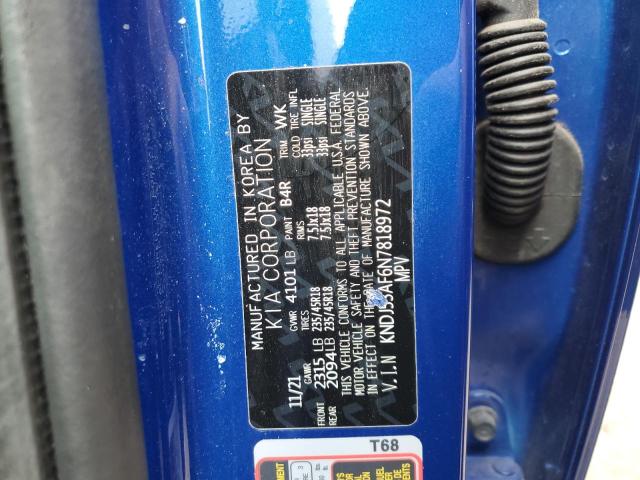 MANUFACTURED IN KOREA BY
KIA CORPORATION
11/21 GVWR 4101 LB PAINT B4R TRIM WK
GAWR TIRES RIMS COLD TIRE INFL
FRONT 2315 LB 235/45R18 7.5Jx18 33psi SINGLE
REAR 2094LB 235/45R18 7.5Jx18 33psi SINGLE
THIS VEHICLE CONFORMS TO ALL APPLICABLE U.S.A. FEDERAL
MOTOR VEHICLE SAFETY AND THEFT PREVENTION STANDARDS
IN EFFECT ON THE DATE OF MANUFACTURE SHOWN ABOVE.
V.I.N KNDJ53AF6N7818972
MPV
T68